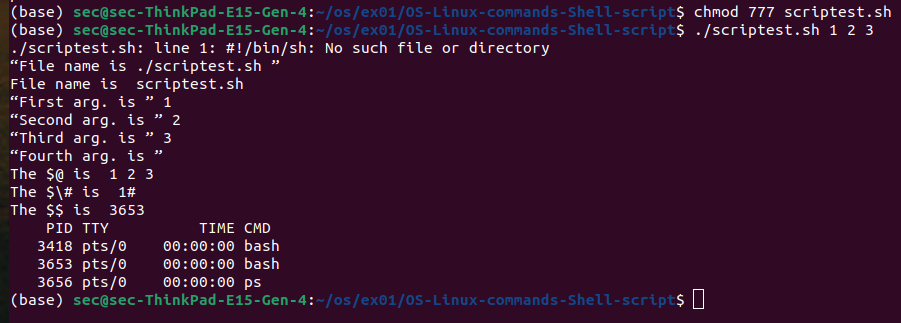 (base) sec@sec-ThinkPad-E15-Gen-4:~/os/ex01/OS-Linux-commands-Shell-script$ chmod 777 scriptest.sh
(base) sec@sec-ThinkPad-E15-Gen-4:~/os/ex01/OS-Linux-commands-Shell-script$ ./scriptest.sh 1 2 3
./scriptest.sh: line 1: #!/bin/sh: No such file or directory
“File name is ./scriptest.sh ”
File name is  scriptest.sh
“First arg. is ” 1
“Second arg. is ” 2
“Third arg. is ” 3
“Fourth arg. is ”
The $@ is  1 2 3
The $\# is  1#
The $$ is  3653
    PID TTY          TIME CMD
   3418 pts/0    00:00:00 bash
   3653 pts/0    00:00:00 bash
   3656 pts/0    00:00:00 ps
(base) sec@sec-ThinkPad-E15-Gen-4:~/os/ex01/OS-Linux-commands-Shell-script$